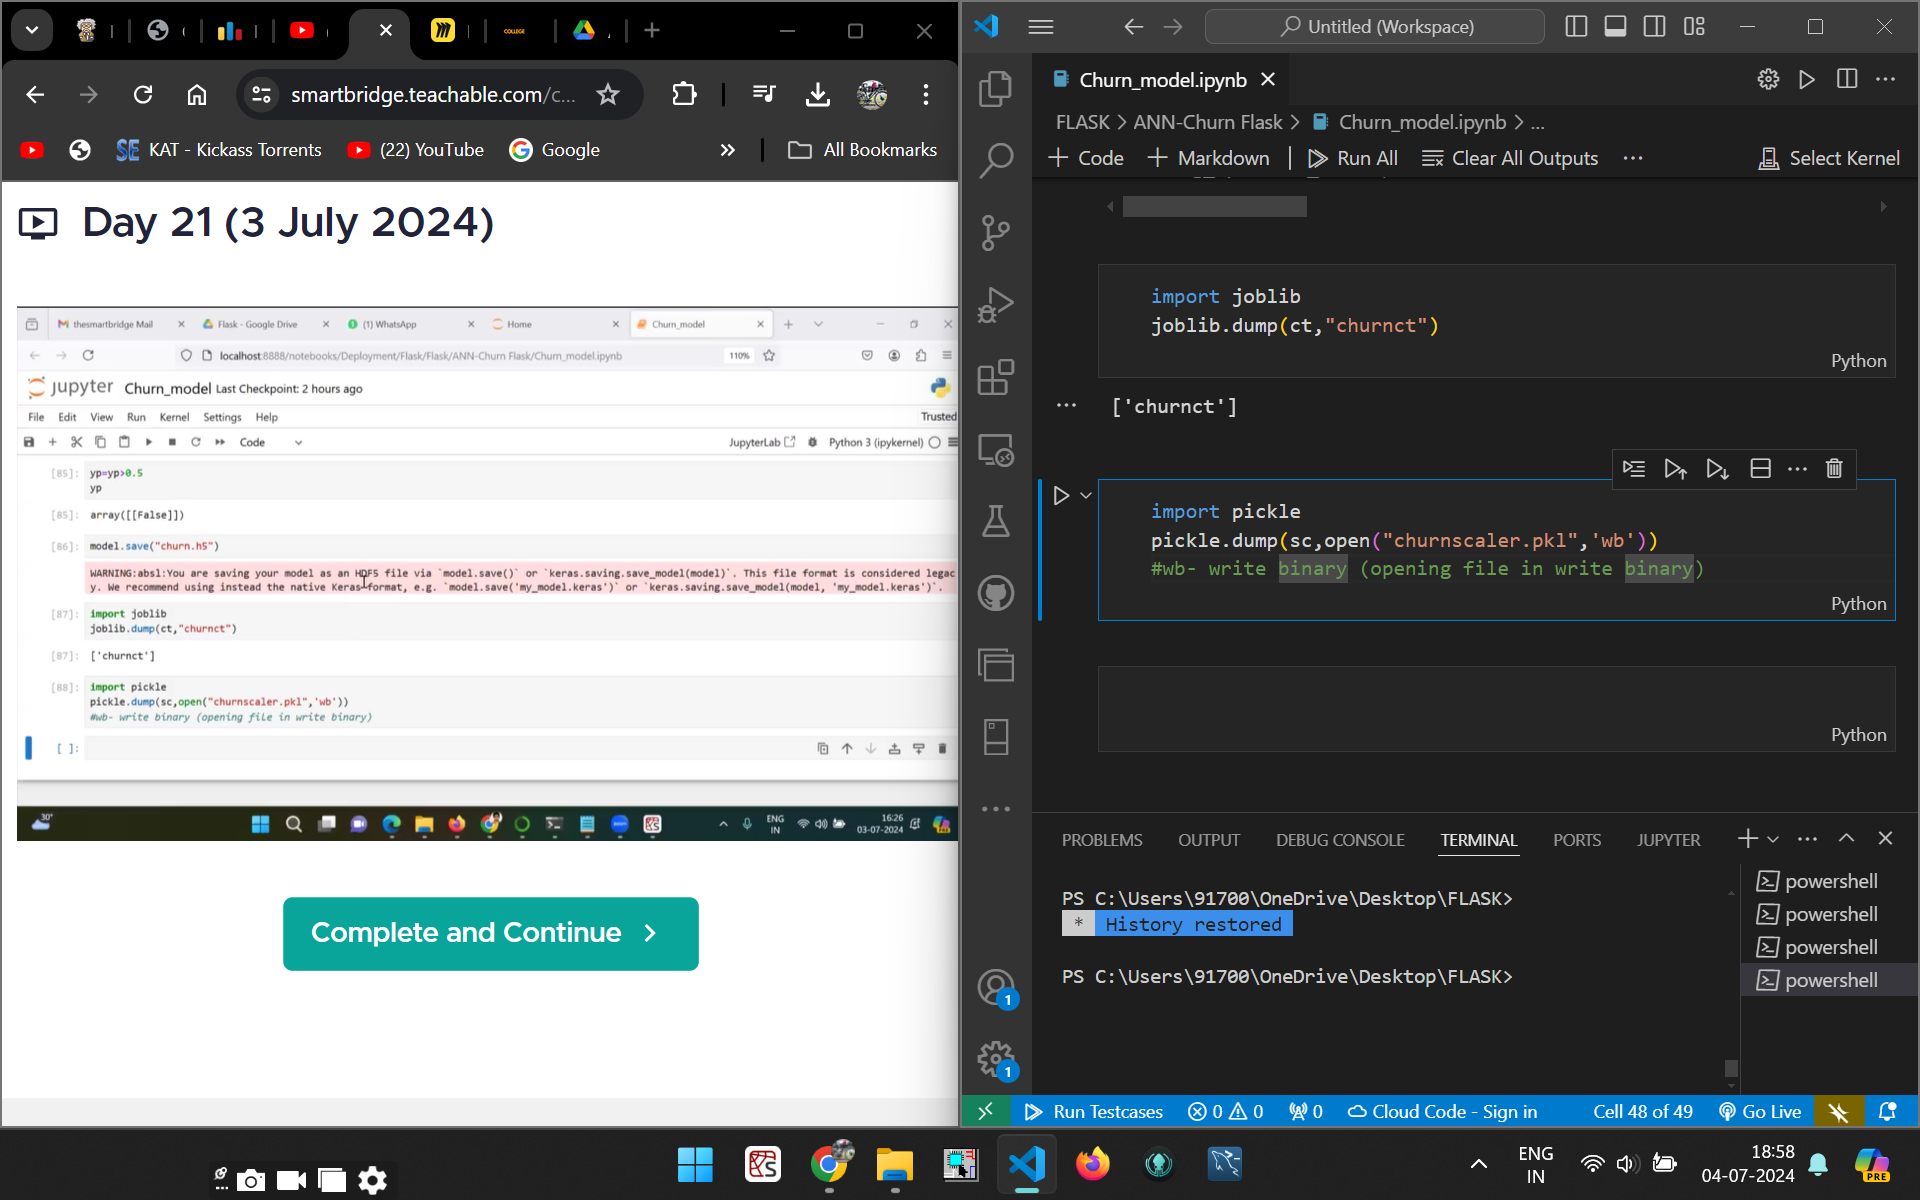 COLLEGE
smartbridge.teachable.com/c...
KAT - Kickass Torrents
(22) YouTube
Google
All Bookmarks
Day 21 (3 July 2024)
thesmartbridge Mail
Flask - Google Drive
(1) WhatsApp
Home
Churn_model
localhost:8888/notebooks/Deployment/Flask/Flask/ANN-Churn Flask/Churn_model.ipynb
110%
jupyter Churn_model Last Checkpoint: 2 hours ago
File Edit View Run Kernel Settings Help
Trusted
Code
JupyterLab
Python 3 (ipykernel)
[85]: yp=yp>0.5
yp
[85]: array([[False]])
[86]: model.save("churn.h5")
WARNING:absl:You are saving your model as an HDF5 file via `model.save()` or `keras.saving.save_model(model)`. This file format is considered legac
y. We recommend using instead the native Keras format, e.g. `model.save('my_model.keras')` or `keras.saving.save_model(model, 'my_model.keras')`.
[87]: import joblib
joblib.dump(ct,"churnct")
[87]: ['churnct']
[88]: import pickle
pickle.dump(sc,open("churnscaler.pkl",'wb'))
#wb- write binary (opening file in write binary)
[ ]:
30°
ENG
IN
16:26
03-07-2024
Complete and Continue
Untitled (Workspace)
Churn_model.ipynb
FLASK > ANN-Churn Flask > Churn_model.ipynb > ...
+ Code + Markdown Run All Clear All Outputs ... Select Kernel
import joblib
joblib.dump(ct,"churnct")
Python
['churnct']
import pickle
pickle.dump(sc,open("churnscaler.pkl",'wb'))
#wb- write binary (opening file in write binary)
Python
Python
PROBLEMS OUTPUT DEBUG CONSOLE TERMINAL PORTS JUPYTER
PS C:\Users\91700\OneDrive\Desktop\FLASK>
* History restored
PS C:\Users\91700\OneDrive\Desktop\FLASK>
powershell
powershell
powershell
powershell
1
1
Run Testcases 0 0 0 Cloud Code - Sign in Cell 48 of 49 Go Live
ENG
IN
18:58
04-07-2024
PRE